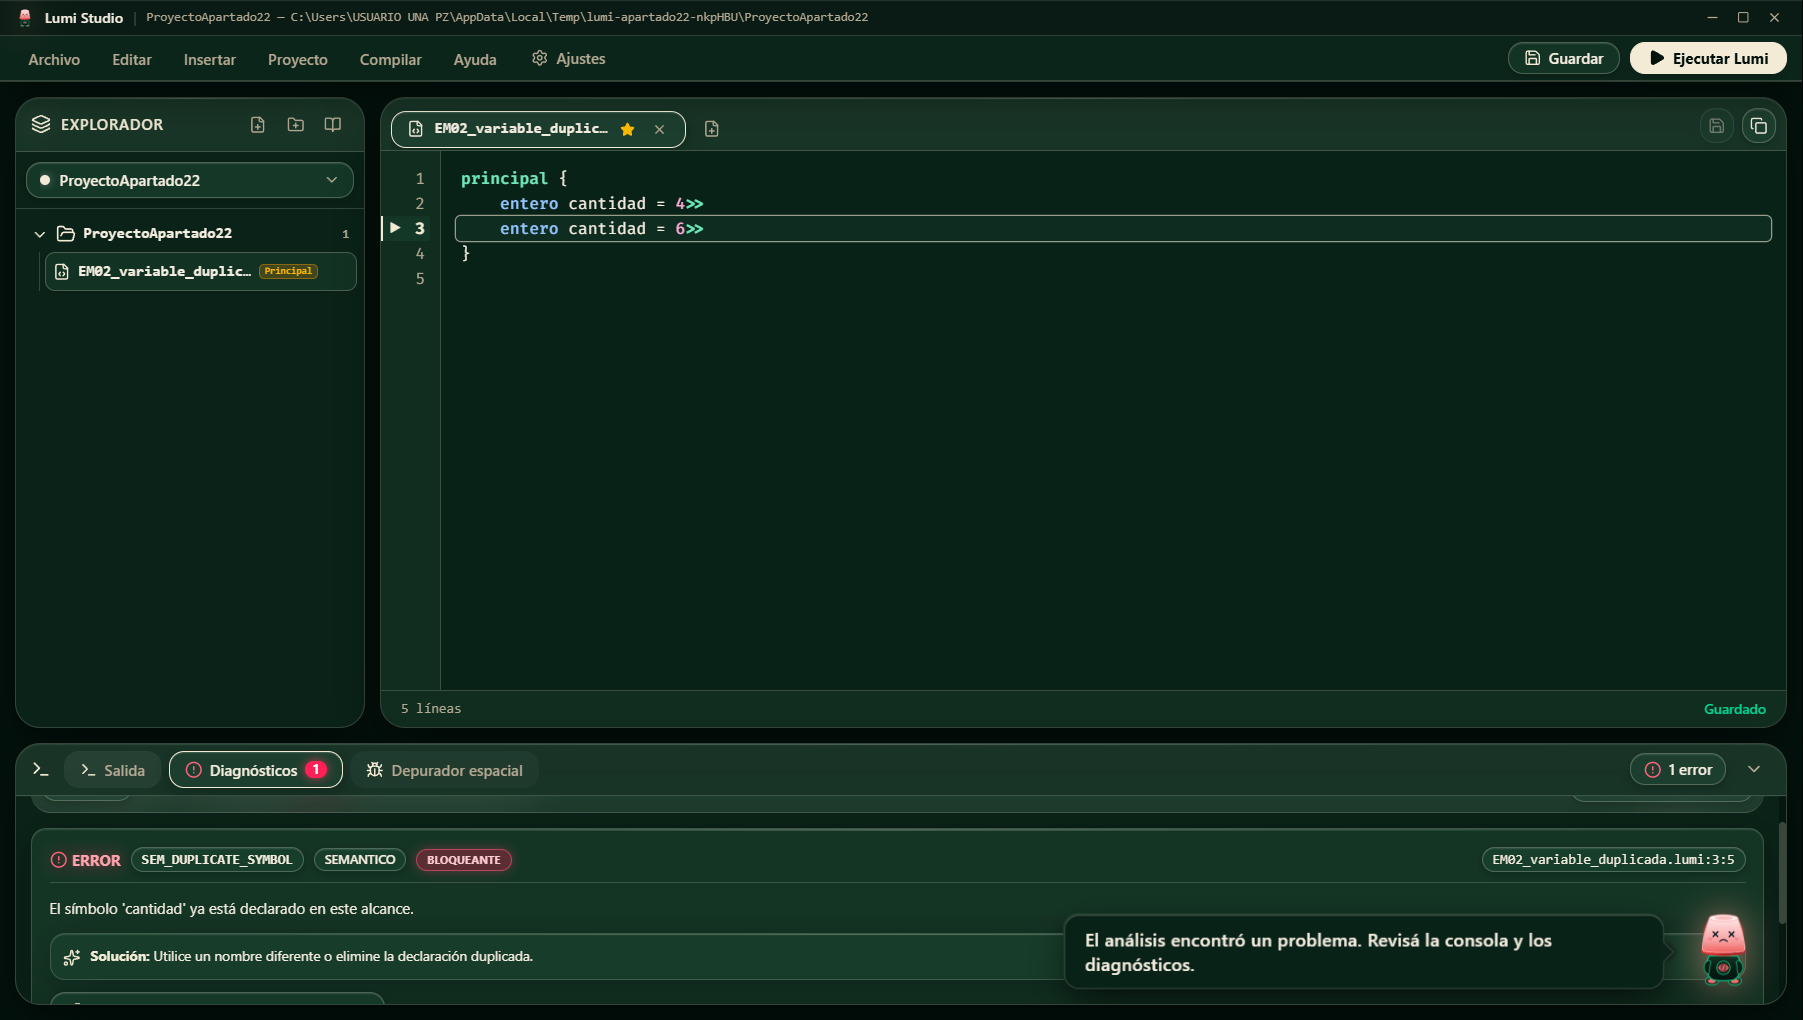 Lumi Studio | ProyectoApartado22 — C:\Users\USUARIO UNA PZ\AppData\Local\Temp\lumi-apartado22-nkpHBU\ProyectoApartado22
Archivo Editar Insertar Proyecto Compilar Ayuda Ajustes Guardar Ejecutar Lumi
EXPLORADOR
ProyectoApartado22
ProyectoApartado22 1
EM02_variable_duplic... Principal
EM02_variable_duplic...
1 principal {
2 entero cantidad = 4>>
3 entero cantidad = 6>>
4 }
5
5 líneas Guardado
Salida Diagnósticos 1 Depurador espacial 1 error
ERROR SEM_DUPLICATE_SYMBOL SEMANTICO BLOQUEANTE EM02_variable_duplicada.lumi:3:5
El símbolo 'cantidad' ya está declarado en este alcance.
Solución: Utilice un nombre diferente o elimine la declaración duplicada.
El análisis encontró un problema. Revisá la consola y los
diagnósticos.